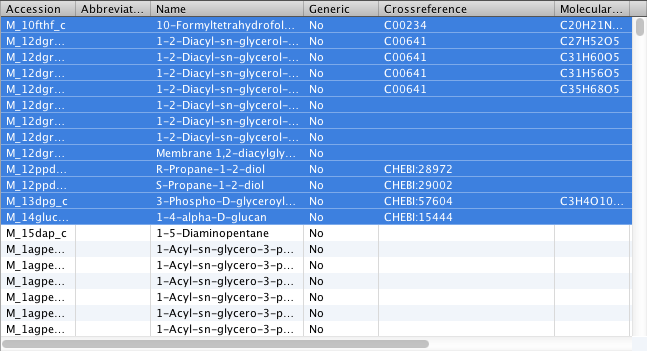 Accession Abbreviat... Name Generic Crossreference Molecular...
M_10fthf_c 10-Formyltetrahydrofol... No C00234 C20H21N...
M_12dgr... 1-2-Diacyl-sn-glycerol-... No C00641 C27H52O5
M_12dgr... 1-2-Diacyl-sn-glycerol-... No C00641 C31H60O5
M_12dgr... 1-2-Diacyl-sn-glycerol-... No C00641 C31H56O5
M_12dgr... 1-2-Diacyl-sn-glycerol-... No C00641 C35H68O5
M_12dgr... 1-2-Diacyl-sn-glycerol-... No
M_12dgr... 1-2-Diacyl-sn-glycerol-... No
M_12dgr... 1-2-Diacyl-sn-glycerol-... No
M_12dgr... Membrane 1,2-diacylgly... No
M_12ppd... R-Propane-1-2-diol No CHEBI:28972
M_12ppd... S-Propane-1-2-diol No CHEBI:29002
M_13dpg_c 3-Phospho-D-glyceroyl... No CHEBI:57604 C3H4O10...
M_14gluc... 1-4-alpha-D-glucan No CHEBI:15444
M_15dap_c 1-5-Diaminopentane No
M_1agpe... 1-Acyl-sn-glycero-3-p... No
M_1agpe... 1-Acyl-sn-glycero-3-p... No
M_1agpe... 1-Acyl-sn-glycero-3-p... No
M_1agpe... 1-Acyl-sn-glycero-3-p... No
M_1agpe... 1-Acyl-sn-glycero-3-p... No
M_1agpe... 1-Acyl-sn-glycero-3-p... No